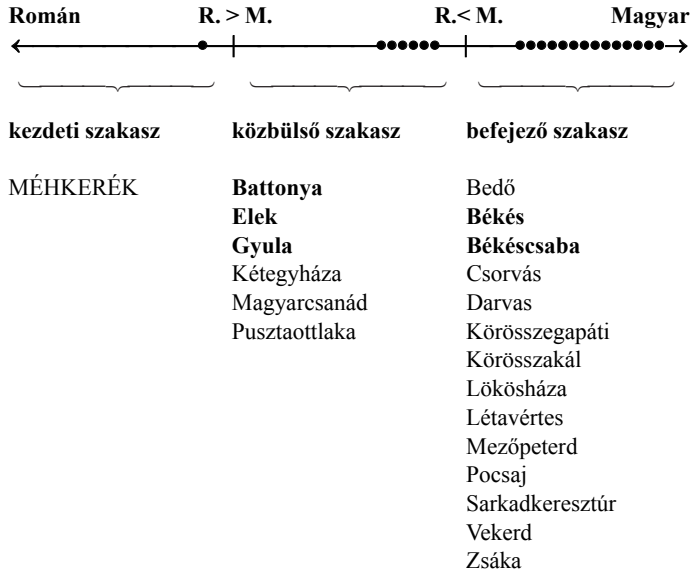 Román R. > M. R.< M. Magyar
kezdeti szakasz közbülső szakasz befejező szakasz
MÉHKERÉK Battonya Bedő
Elek Békés
Gyula Békéscsaba
Kétegyháza Csorvás
Magyarcsanád Darvas
Pusztaottlaka Körösszegapáti
Körösszakál
Lökösháza
Létavértes
Mezőpeterd
Pocsaj
Sarkadkeresztúr
Vekerd
Zsáka